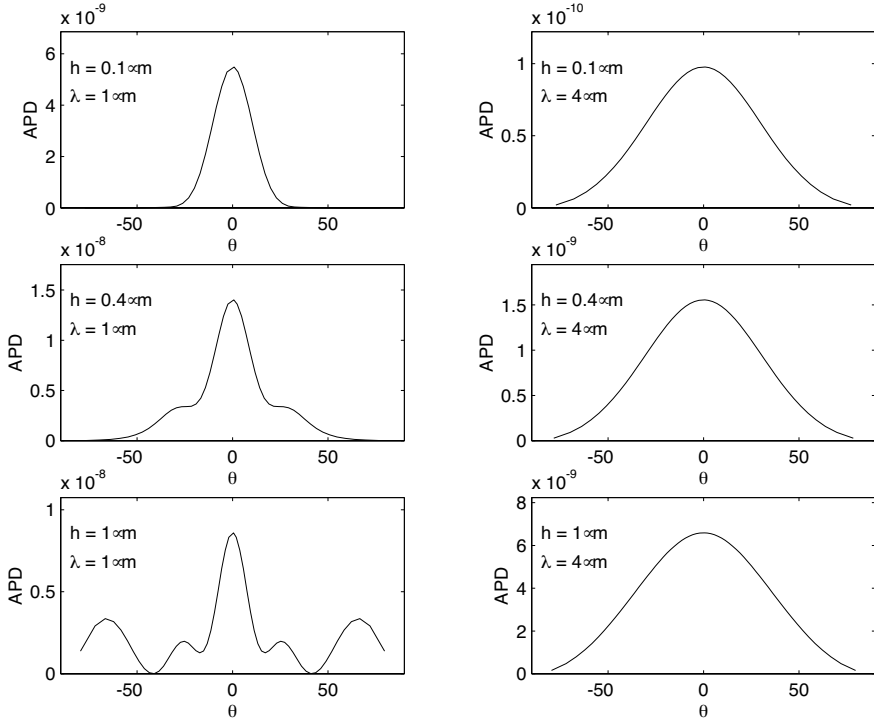 x 10-9
6
4
2
0
APD
h = 0.1∝m
λ = 1∝m
-50 0 50
θ
x 10-10
1
0.5
0
APD
h = 0.1∝m
λ = 4∝m
-50 0 50
θ
x 10-8
1.5
1
0.5
0
APD
h = 0.4∝m
λ = 1∝m
-50 0 50
θ
x 10-9
1.5
1
0.5
0
APD
h = 0.4∝m
λ = 4∝m
-50 0 50
θ
x 10-8
1
0.5
0
APD
h = 1∝m
λ = 1∝m
-50 0 50
θ
x 10-9
8
6
4
2
0
APD
h = 1∝m
λ = 4∝m
-50 0 50
θ